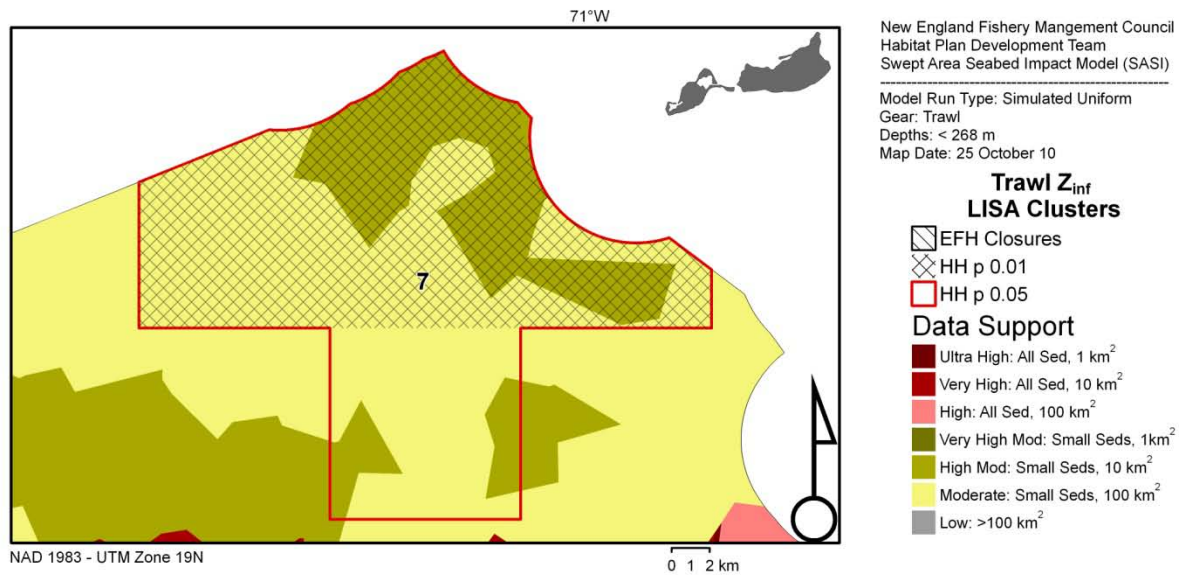 71°W
New England Fishery Mangement Council
Habitat Plan Development Team
Swept Area Seabed Impact Model (SASI)
Model Run Type: Simulated Uniform
Gear: Trawl
Depths: < 268 m
Map Date: 25 October 10
Trawl Z_inf
LISA Clusters
EFH Closures
HH p 0.01
HH p 0.05
Data Support
Ultra High: All Sed, 1 km²
Very High: All Sed, 10 km²
High: All Sed, 100 km²
Very High Mod: Small Seds, 1km²
High Mod: Small Seds, 10 km²
Moderate: Small Seds, 100 km²
Low: >100 km²
7
NAD 1983 - UTM Zone 19N
0 1 2 km